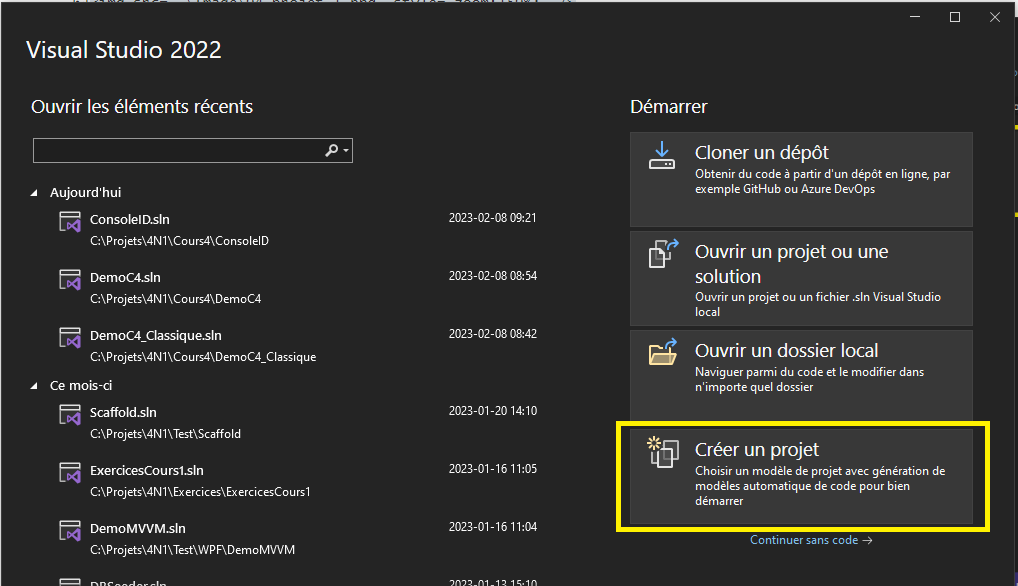 Visual Studio 2022
Ouvrir les éléments récents
Aujourd'hui
ConsoleID.sln 2023-02-08 09:21
C:\Projets\4N1\Cours4\ConsoleID
DemoC4.sln 2023-02-08 08:54
C:\Projets\4N1\Cours4\DemoC4
DemoC4_Classique.sln 2023-02-08 08:42
C:\Projets\4N1\Cours4\DemoC4_Classique
Ce mois-ci
Scaffold.sln 2023-01-20 14:10
C:\Projets\4N1\Test\Scaffold
ExercicesCours1.sln 2023-01-16 11:05
C:\Projets\4N1\Exercices\ExercicesCours1
DemoMVVM.sln 2023-01-16 11:04
C:\Projets\4N1\Test\WPF\DemoMVVM
DBSeeder.sln 2023-01-13 15:10
Démarrer
Cloner un dépôt
Obtenir du code à partir d'un dépôt en ligne, par
exemple GitHub ou Azure DevOps
Ouvrir un projet ou une
solution
Ouvrir un projet ou un fichier .sln Visual Studio
local
Ouvrir un dossier local
Naviguer parmi du code et le modifier dans
n'importe quel dossier
Créer un projet
Choisir un modèle de projet avec génération de
modèles automatique de code pour bien
démarrer
Continuer sans code →